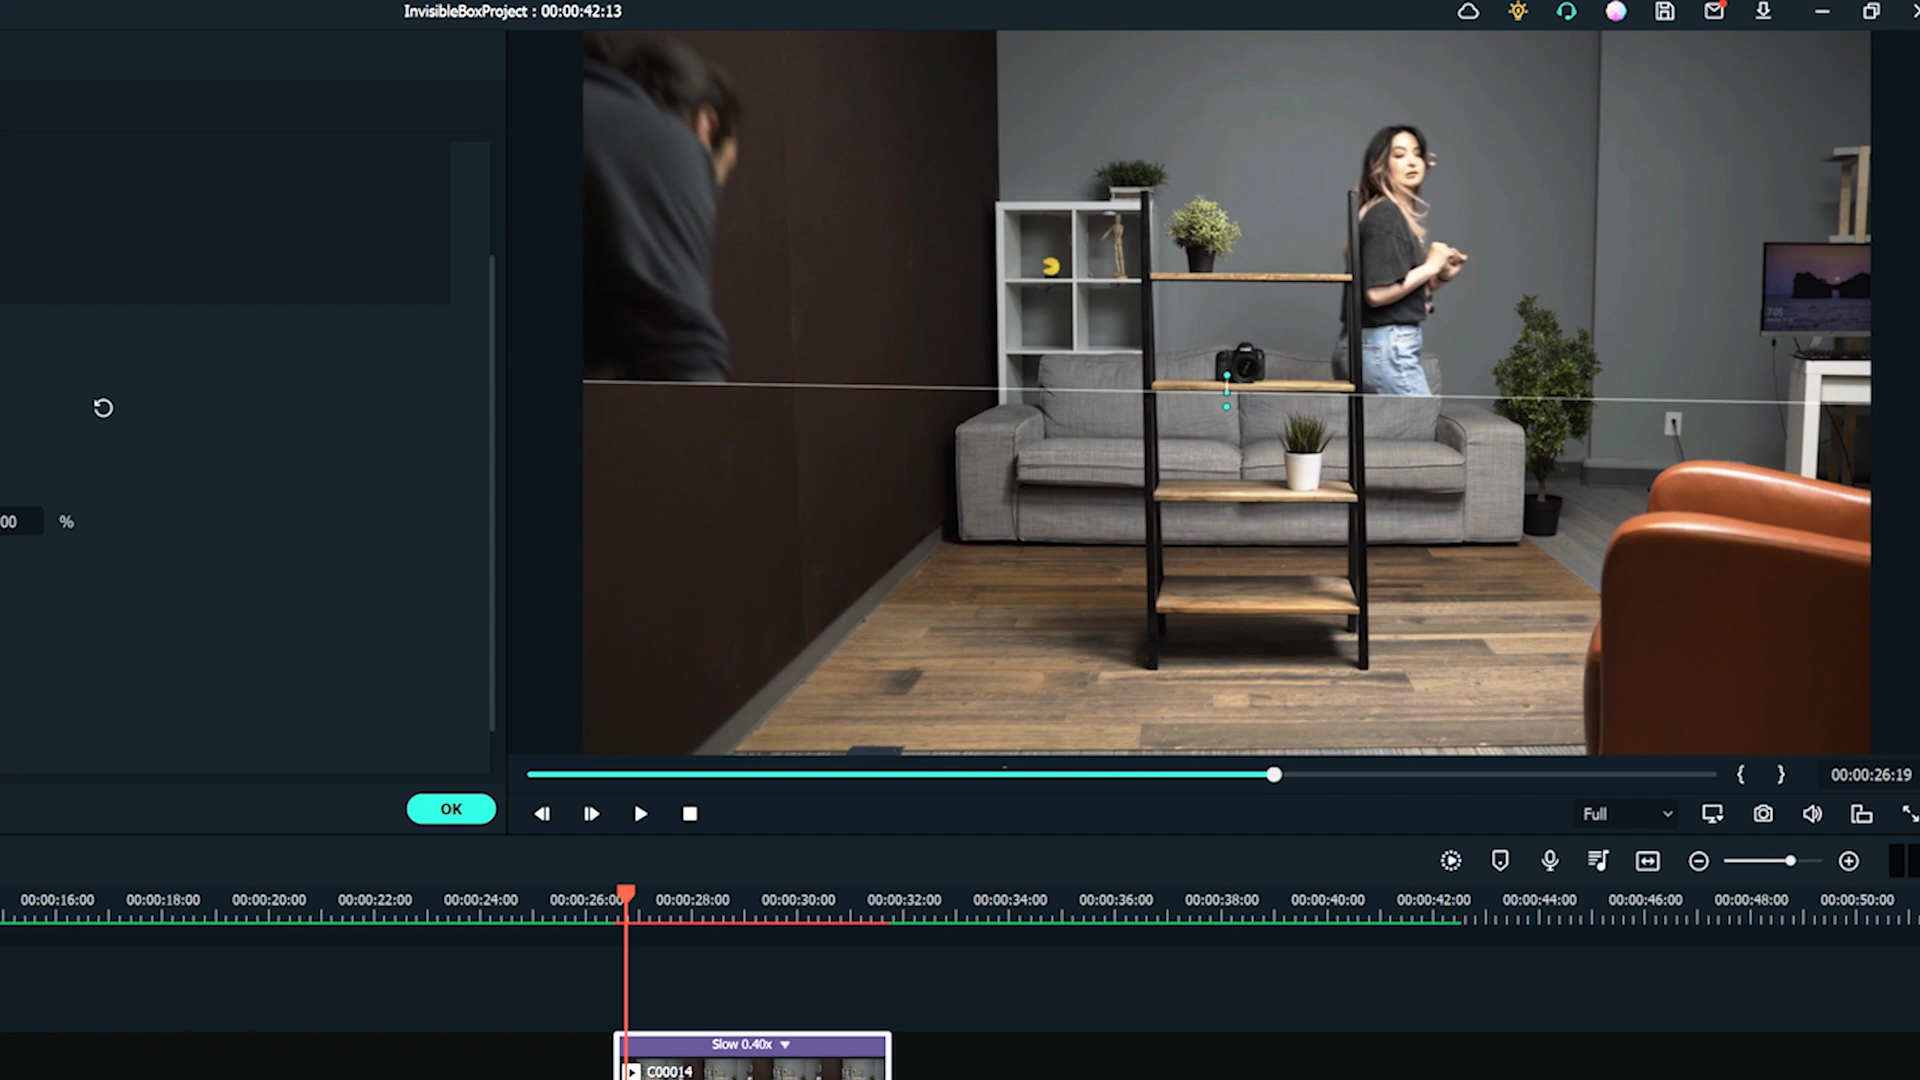 InvisibleBoxProject : 00:00:42:13
7:05
00 %
OK
{ } 00:00:26:19
Full
00:00:16:00 00:00:18:00 00:00:20:00 00:00:22:00 00:00:24:00 00:00:26:00 00:00:28:00 00:00:30:00 00:00:32:00 00:00:34:00 00:00:36:00 00:00:38:00 00:00:40:00 00:00:42:00 00:00:44:00 00:00:46:00 00:00:48:00 00:00:50:00
Slow 0.40x
C00014